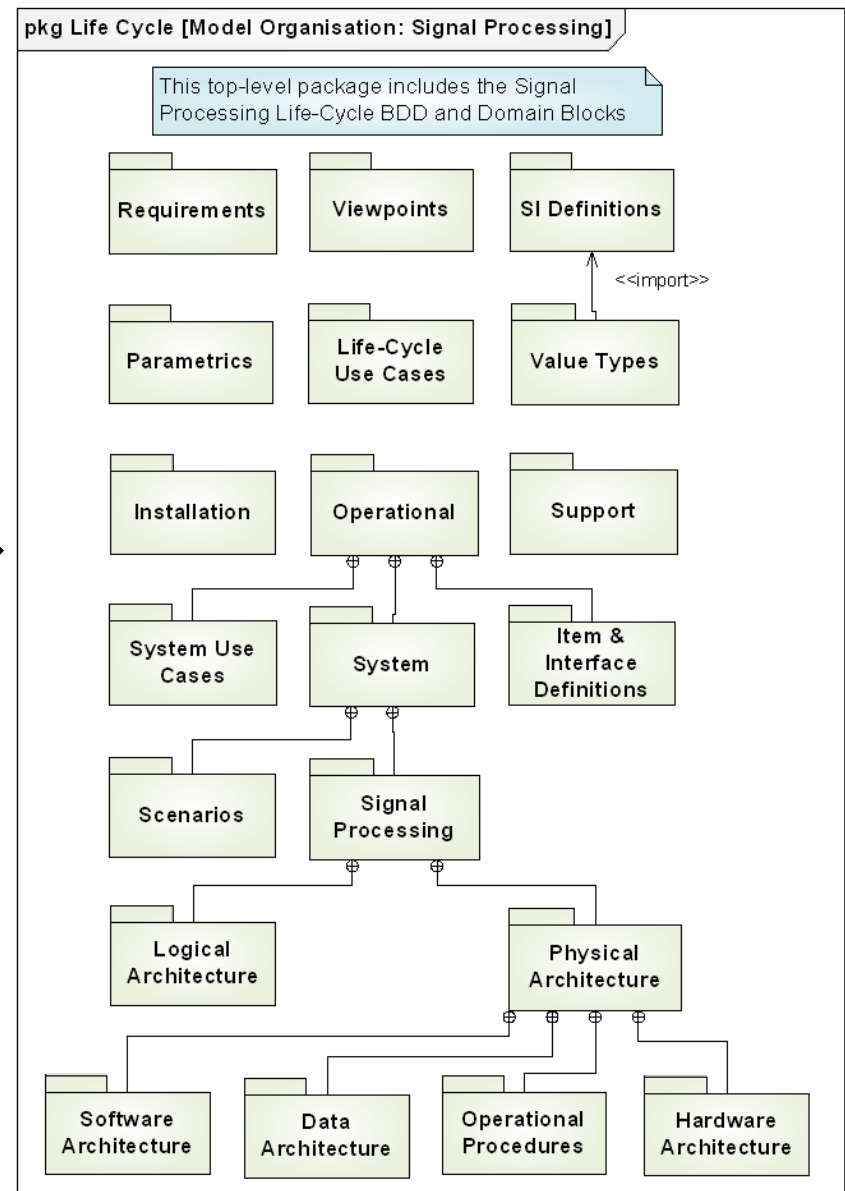 pkg Life Cycle [Model Organisation: Signal Processing]
This top-level package includes the Signal
Processing Life-Cycle BDD and Domain Blocks
Requirements
Viewpoints
SI Definitions
<<import>>
Parametrics
Life-Cycle
Use Cases
Value Types
Installation
Operational
Support
System Use
Cases
System
Item &
Interface
Definitions
Scenarios
Signal
Processing
Logical
Architecture
Physical
Architecture
Software
Architecture
Data
Architecture
Operational
Procedures
Hardware
Architecture